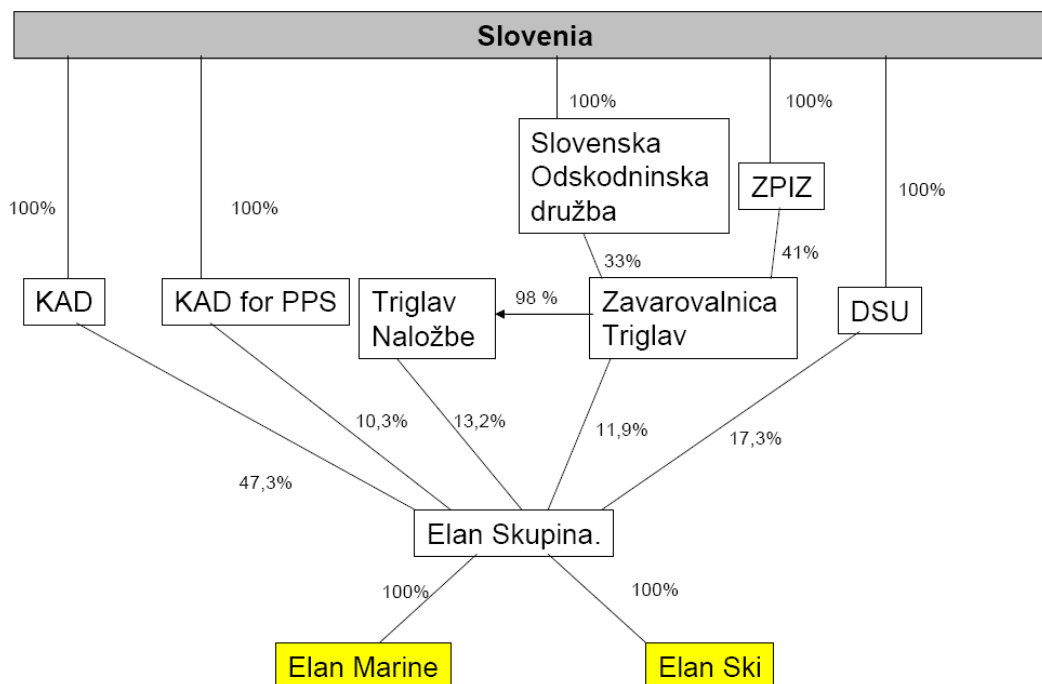 Slovenia
100%
100%
Slovenska
Odskodninska
družba
ZPIZ
100%
100%
100%
33%
41%
KAD
KAD for PPS
Triglav
Naložbe
98 %
Zavarovalnica
Triglav
DSU
10,3%
13,2%
11,9%
17,3%
47,3%
Elan Skupina.
100%
100%
Elan Marine
Elan Ski